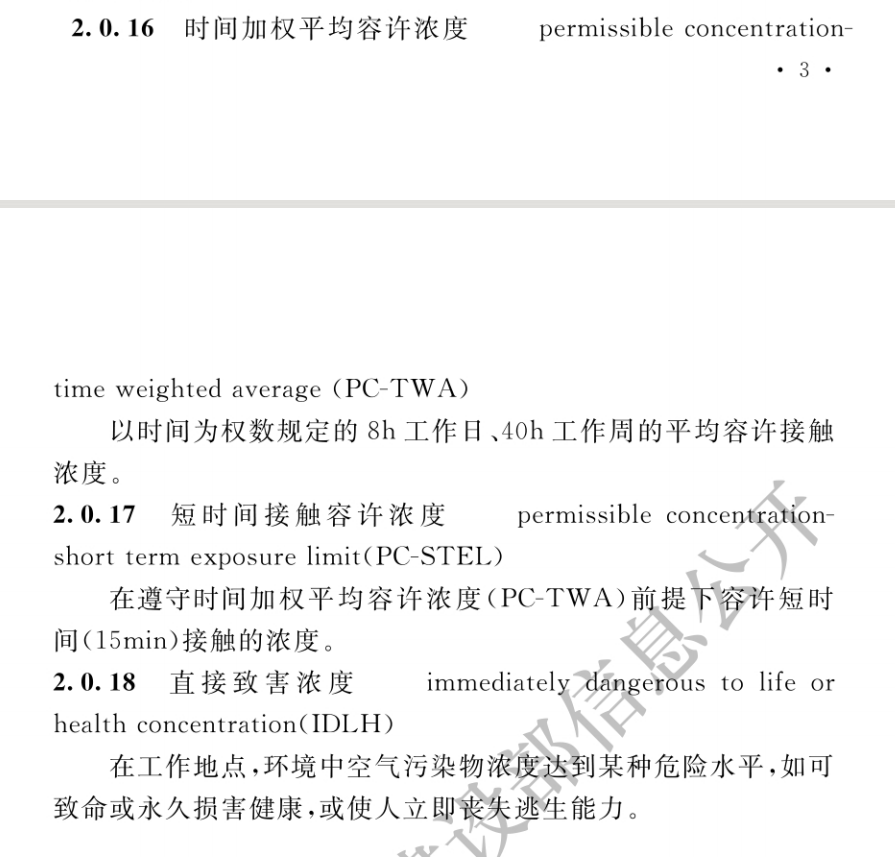 2.0.16 时间加权平均容许浓度 permissible concentration-
· 3 ·
time weighted average (PC-TWA)
以时间为权数规定的 8h 工作日、40h 工作周的平均容许接触
浓度。
2.0.17 短时间接触容许浓度 permissible concentration-
short term exposure limit(PC-STEL)
在遵守时间加权平均容许浓度(PC-TWA)前提下容许短时
间(15min)接触的浓度。
2.0.18 直接致害浓度 immediately dangerous to life or
health concentration(IDLH)
在工作地点,环境中空气污染物浓度达到某种危险水平,如可
致命或永久损害健康,或使人立即丧失逃生能力。
设部信息公开